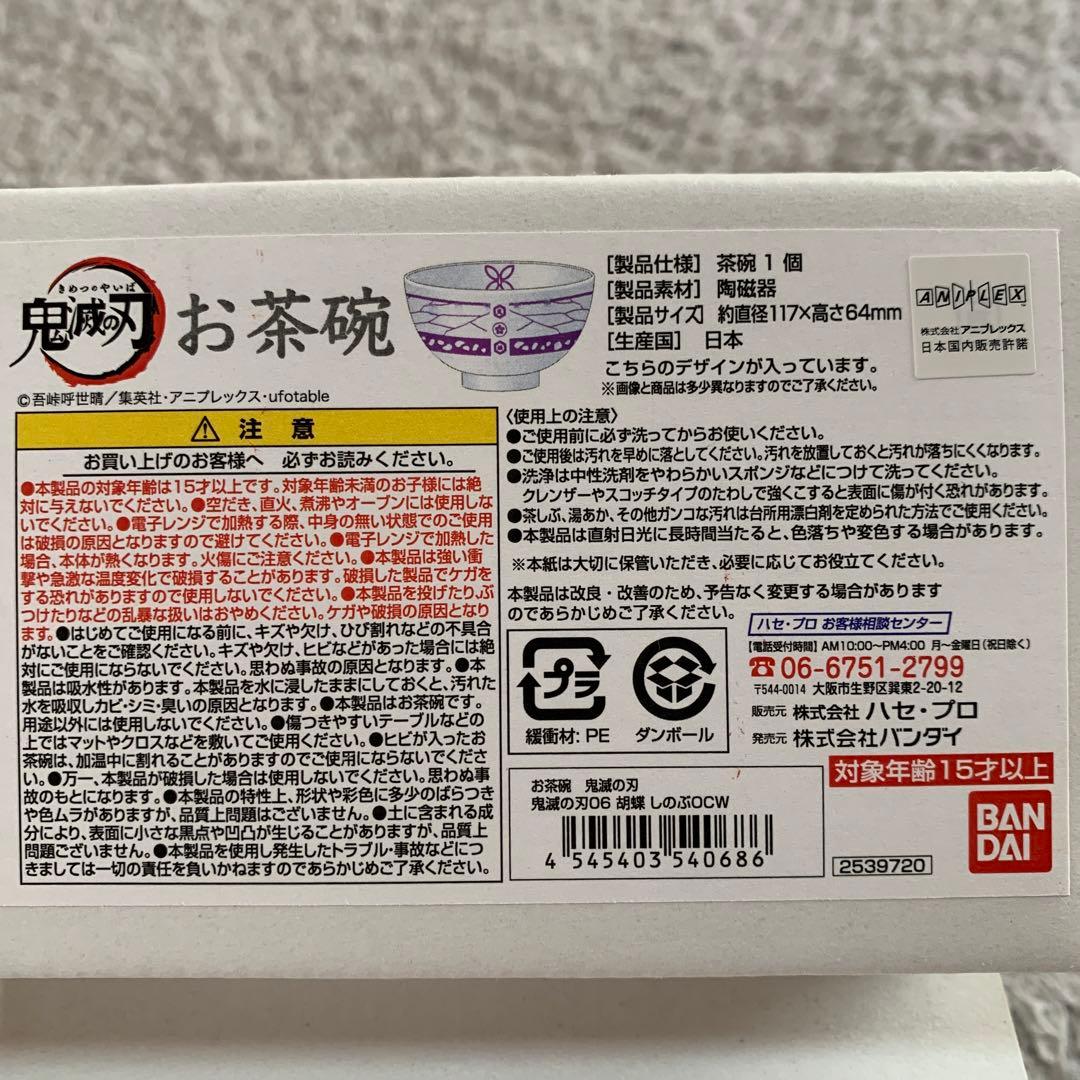 きめつのやいば
鬼滅の刃
お茶碗
©吾峠呼世晴／集英社・アニプレックス・ufotable
[製品仕様] 茶碗1個
[製品素材] 陶磁器
[製品サイズ] 約直径117×高さ64mm
[生産国] 日本
こちらのデザインが入っています。
※画像と商品は多少異なりますのでご了承ください。
ANIPLEX
株式会社アニプレックス
日本国内販売許諾
⚠ 注 意
お買い上げのお客様へ 必ずお読みください。
●本製品の対象年齢は15才以上です。対象年齢未満のお子様には絶
対に与えないでください。●空だき、直火、煮沸やオーブンには使用しな
いでください。●電子レンジで加熱する際、中身の無い状態でのご使用
は破損の原因となりますので避けてください。●電子レンジで加熱した
場合、本体が熱くなります。火傷にご注意ください。●本製品は強い衝
撃や急激な温度変化で破損することがあります。破損した製品でケガを
する恐れがありますので使用しないでください。●本製品を投げたり、ぶ
つけたりなどの乱暴な扱いはおやめください。ケガや破損の原因となり
ます。●はじめてご使用になる前に、キズや欠け、ひび割れなどの不具合
がないことをご確認ください。キズや欠け、ヒビなどがあった場合には絶
対にご使用にならないでください。思わぬ事故の原因となります。●本
製品は吸水性があります。本製品を水に浸したままにしておくと、汚れた
水を吸収しカビ・シミ・臭いの原因となります。●本製品はお茶碗です。
用途以外には使用しないでください。●傷つきやすいテーブルなどの
上ではマットやクロスなどを敷いてご使用ください。●ヒビが入ったお
茶碗は、加温中に割れることがありますのでご使用にならないでくださ
い。●万一、本製品が破損した場合は使用しないでください。思わぬ事
故のもとになります。●本製品の特性上、形状や彩色に多少のばらつき
や色ムラがありますが、品質上問題はございません。●土に含まれる成
分により、表面に小さな黒点や凹凸が生じることがありますが、品質上
問題ございません。●本製品を使用し発生したトラブル・事故などにつ
きましては一切の責任を負いかねますのであらかじめご了承ください。
〈使用上の注意〉
●ご使用前に必ず洗ってからお使いください。
●ご使用後は汚れを早めに落としてください。汚れを放置しておくと汚れが落ちにくくなります。
●洗浄は中性洗剤をやわらかいスポンジなどにつけて洗ってください。
クレンザーやスコッチタイプのたわしで強くこすると表面に傷が付く恐れがあります。
●茶しぶ、湯あか、その他ガンコな汚れは台所用漂白剤を定められた方法でご使用ください。
●本製品は直射日光に長時間当たると、色落ちや変色する場合があります。
※本紙は大切に保管いただき、必要に応じてお役立てください。
本製品は改良・改善のため、予告なく変更する場合があります
のであらかじめご了承ください。
プラ
緩衝材: PE
ダンボール
ハセ・プロ お客様相談センター
【電話受付時間】AM10:00〜PM4:00 月〜金曜日（祝日除く）
☎06-6751-2799
〒544-0014 大阪市生野区巽東2-20-12
販売元 株式会社 ハセ・プロ
発売元 株式会社バンダイ
対象年齢15才以上
お茶碗 鬼滅の刃
鬼滅の刃06 胡蝶 しのぶOCW
4 545403 540686
2539720
BAN
DAI